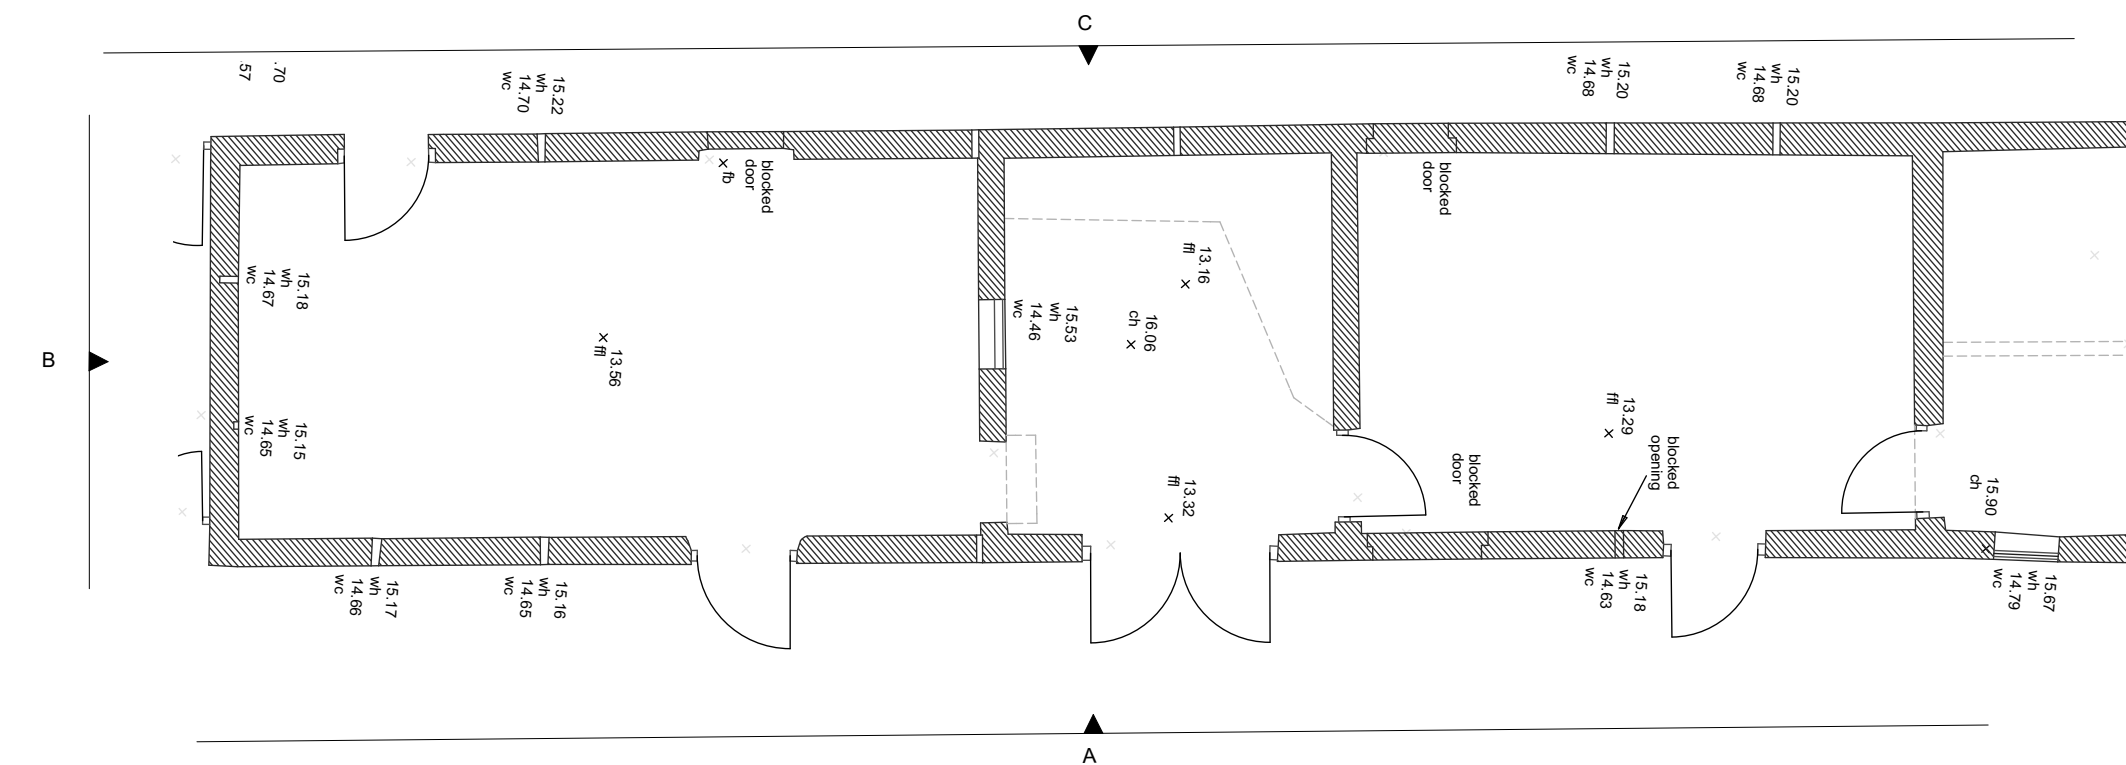 C
.70
.57
15.22
wh
14.70
wc
15.20
wh
14.68
wc
15.20
wh
14.68
wc
blocked
door
fb
blocked
door
15.18
wh
14.67
wc
13.16
ffl
15.53
wh
14.46
wc
16.06
ch
B
13.56
ffl
15.15
wh
14.65
wc
13.29
ffl
blocked
opening
blocked
door
13.32
ffl
15.90
ch
15.17
wh
14.66
wc
15.16
wh
14.65
wc
15.18
wh
14.63
wc
15.67
wh
14.79
wc
A